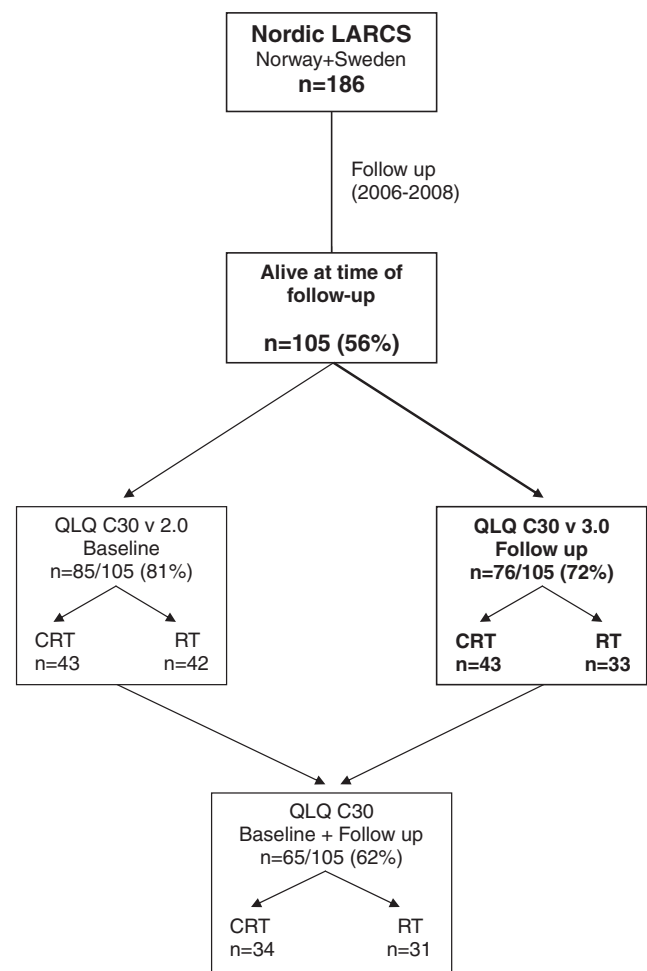 Nordic LARCS
Norway+Sweden
n=186
Follow up
(2006-2008)
Alive at time of
follow-up
n=105 (56%)
QLQ C30 v 2.0
Baseline
n=85/105 (81%)
CRT
n=43
RT
n=42
QLQ C30 v 3.0
Follow up
n=76/105 (72%)
CRT
n=43
RT
n=33
QLQ C30
Baseline + Follow up
n=65/105 (62%)
CRT
n=34
RT
n=31